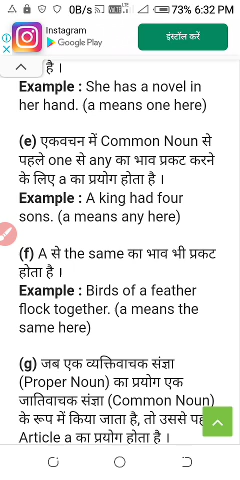 0B/s 73% 6:32 PM
Instagram
Google Play
इंस्टॉल करें
है ।
Example : She has a novel in
her hand. (a means one here)
(e) एकवचन में Common Noun से
पहले one से any का भाव प्रकट करने
के लिए a का प्रयोग होता है ।
Example : A king had four
sons. (a means any here)
(f) A से the same का भाव भी प्रकट
होता है ।
Example : Birds of a feather
flock together. (a means the
same here)
(g) जब एक व्यक्तिवाचक संज्ञा
(Proper Noun) का प्रयोग एक
जातिवाचक संज्ञा (Common Noun)
के रूप में किया जाता है, तो उससे
Article a का प्रयोग होता है ।